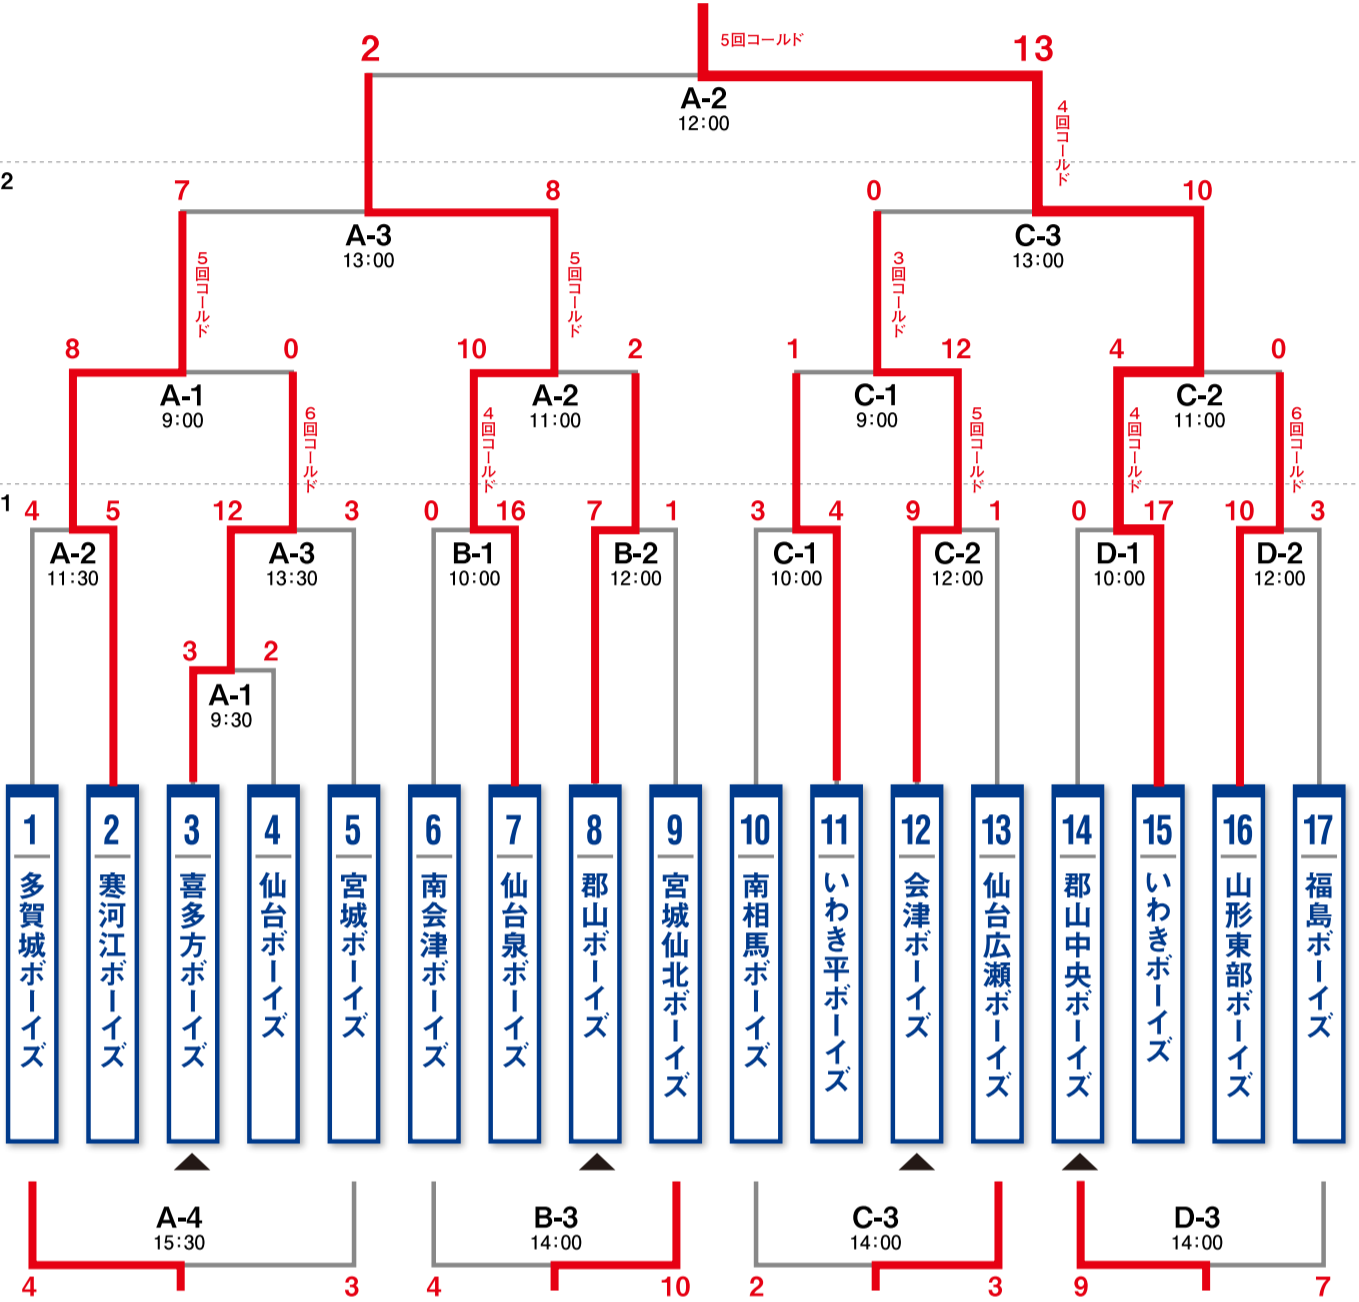 5回コールド
2 13
A-2
12:00
4回コールド
2
7 8 0 10
A-3 C-3
13:00 13:00
5回コールド 5回コールド 3回コールド
8 0 10 2 1 12 4 0
A-1 A-2 C-1 C-2
9:00 11:00 9:00 11:00
6回コールド 4回コールド 5回コールド 4回コールド 6回コールド
1
4 5 12 3 0 16 7 1 3 4 9 1 0 17 10 3
A-2 A-3 B-1 B-2 C-1 C-2 D-1 D-2
11:30 13:30 10:00 12:00 10:00 12:00 10:00 12:00
3 2
A-1
9:30
1 多賀城ボーイズ
2 寒河江ボーイズ
3 喜多方ボーイズ
4 仙台ボーイズ
5 宮城ボーイズ
6 南会津ボーイズ
7 仙台泉ボーイズ
8 郡山ボーイズ
9 宮城仙北ボーイズ
10 南相馬ボーイズ
11 いわき平ボーイズ
12 会津ボーイズ
13 仙台広瀬ボーイズ
14 郡山中央ボーイズ
15 いわきボーイズ
16 山形東部ボーイズ
17 福島ボーイズ
A-4 B-3 C-3 D-3
15:30 14:00 14:00 14:00
4 3 4 10 2 3 9 7